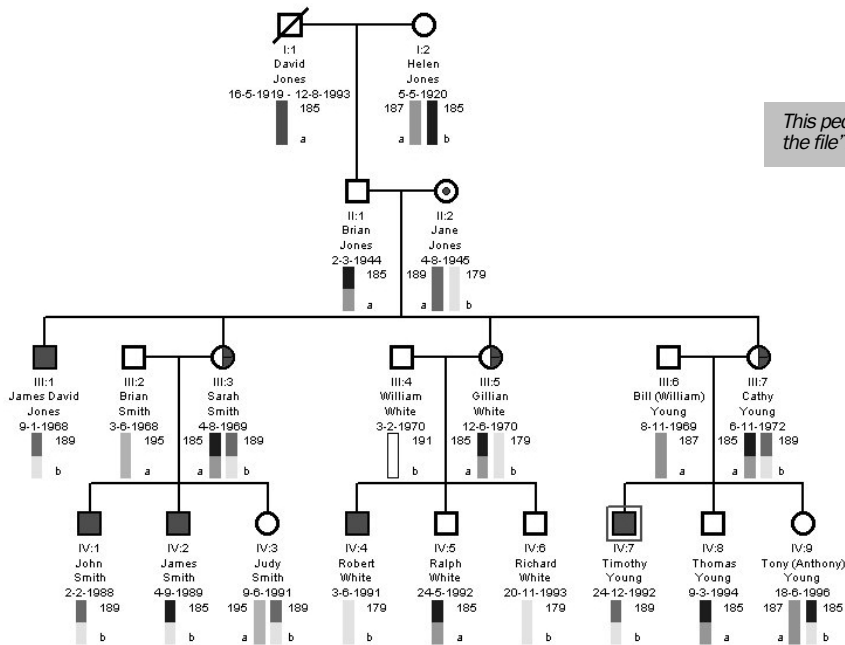 I:1
David
Jones
16-5-1919 - 12-8-1993
185
a
I:2
Helen
Jones
5-5-1920
187 185
a b
This
the file"
II:1
Brian
Jones
2-3-1944
185
a
II:2
Jane
Jones
4-8-1945
189 179
a b
III:1
James David
Jones
9-1-1968
189
b
III:2
Brian
Smith
3-6-1968
195
a
III:3
Sarah
Smith
4-8-1969
185 189
a b
III:4
William
White
3-2-1970
191
b
III:5
Gillian
White
12-6-1970
185 179
a b
III:6
Bill (William)
Young
8-11-1969
187
a
III:7
Cathy
Young
6-11-1972
185 189
a b
IV:1
John
Smith
2-2-1988
189
b
IV:2
James
Smith
4-9-1989
185
b
IV:3
Judy
Smith
9-6-1991
195 189
a b
IV:4
Robert
White
3-6-1991
179
b
IV:5
Ralph
White
24-5-1992
185
a
IV:6
Richard
White
20-11-1993
179
b
IV:7
Timothy
Young
24-12-1992
189
b
IV:8
Thomas
Young
9-3-1994
185
a
IV:9
Tony (Anthony)
Young
18-6-1996
187 185
a b